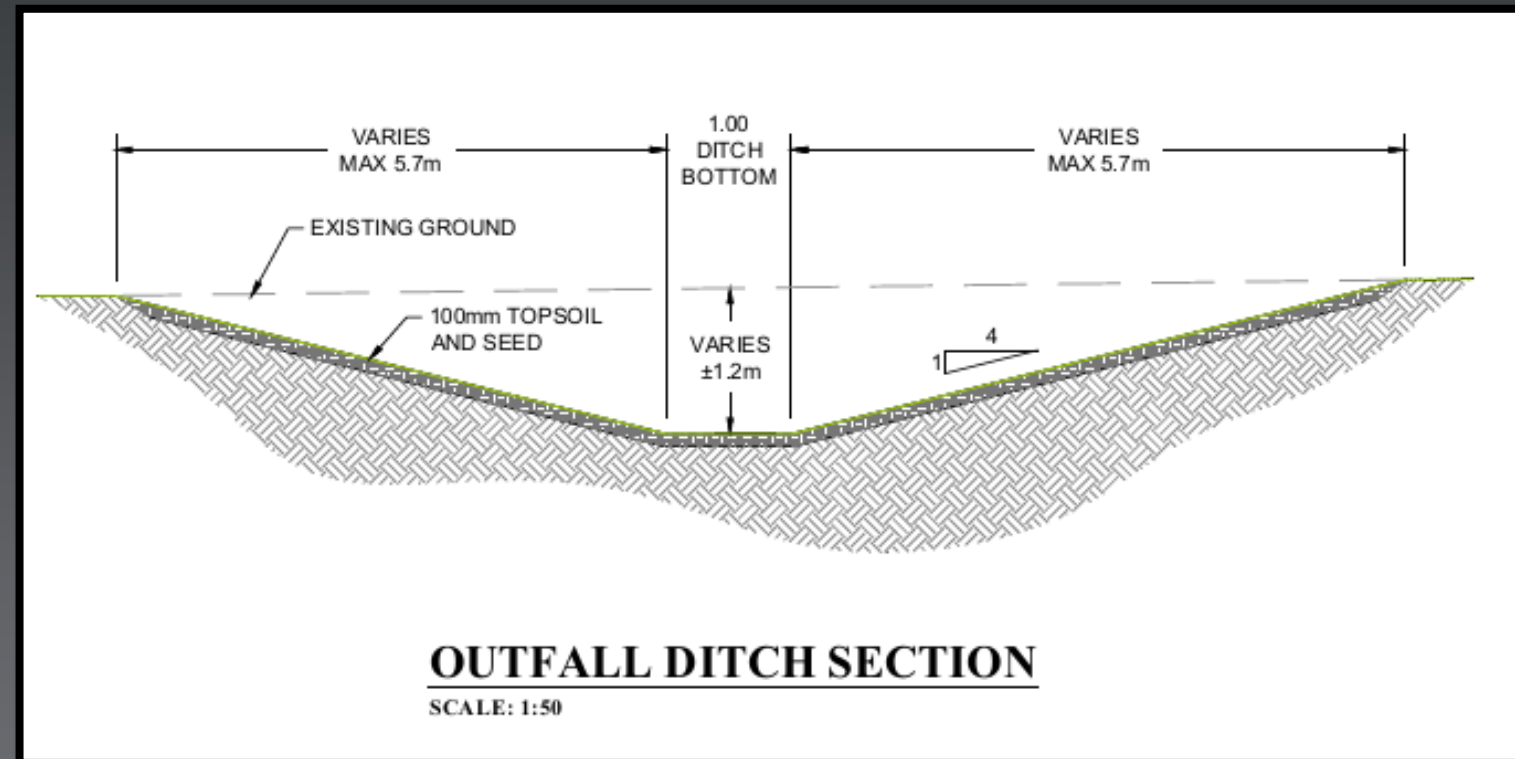 VARIES
MAX 5.7m
1.00
DITCH
BOTTOM
VARIES
MAX 5.7m
EXISTING GROUND
100mm TOPSOIL
AND SEED
VARIES
±1.2m
4
1
OUTFALL DITCH SECTION
SCALE: 1:50